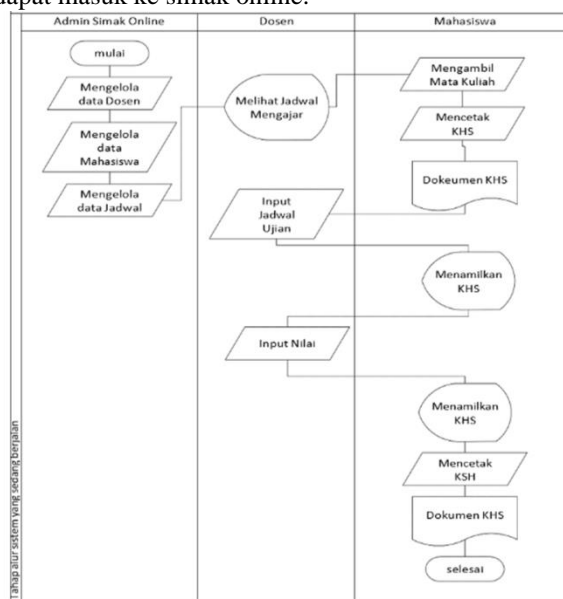 dapat masuk ke simak online.
Admin Simak Online
Dosen
Mahasiswa
mulai
Mengelola
data Dosen
Mengelola
data
Mahasiswa
Mengelola
data Jadwal
Melihat Jadwal
Mengajar
Mengambil
Mata Kuliah
Mencetak
KHS
Dokeumen KHS
Input
Jadwal
Ujian
Menamilkan
KHS
Input Nilai
Menamilkan
KHS
Mencetak
KSH
Dokumen KHS
selesai
Tahap alur sistem yang sedang berjalan